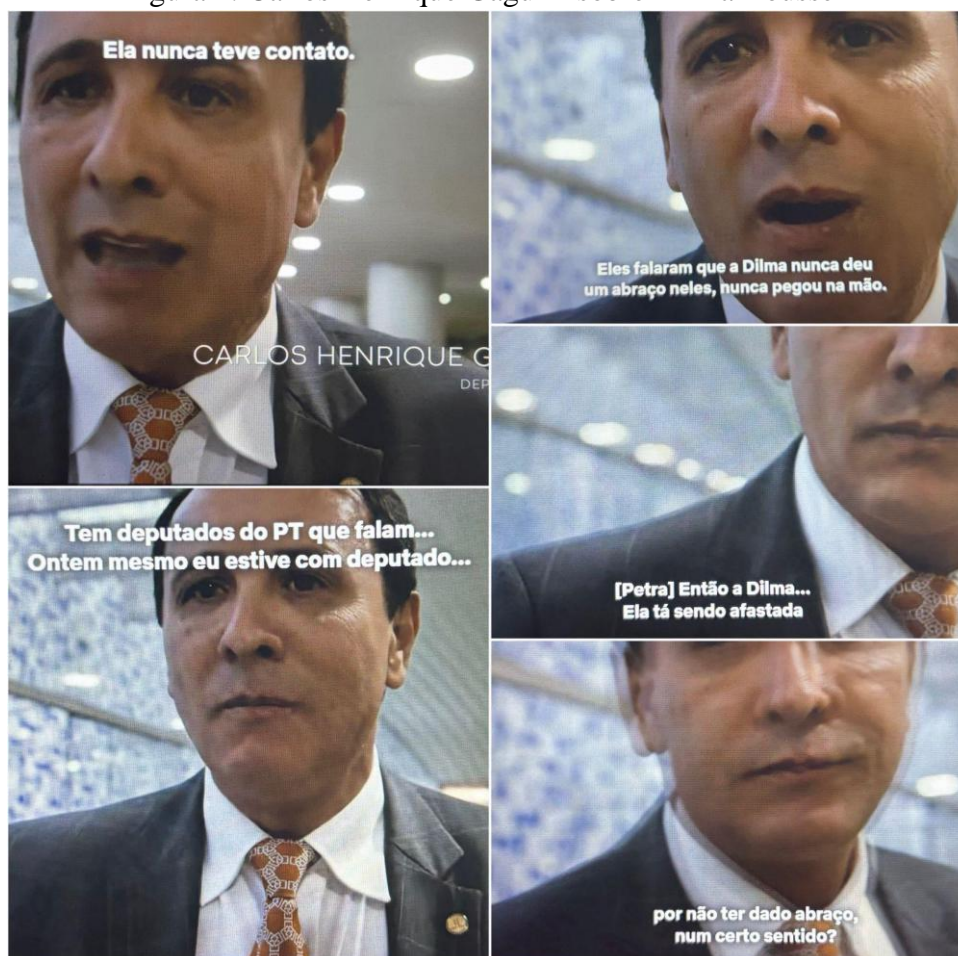 Ela nunca teve contato.
CARLOS HENRIQUE G
DEP
Tem deputados do PT que falam...
Ontem mesmo eu estive com deputado...
Eles falaram que a Dilma nunca deu
um abraço neles, nunca pegou na mão.
[Petra] Então a Dilma...
Ela tá sendo afastada
por não ter dado abraço,
num certo sentido?